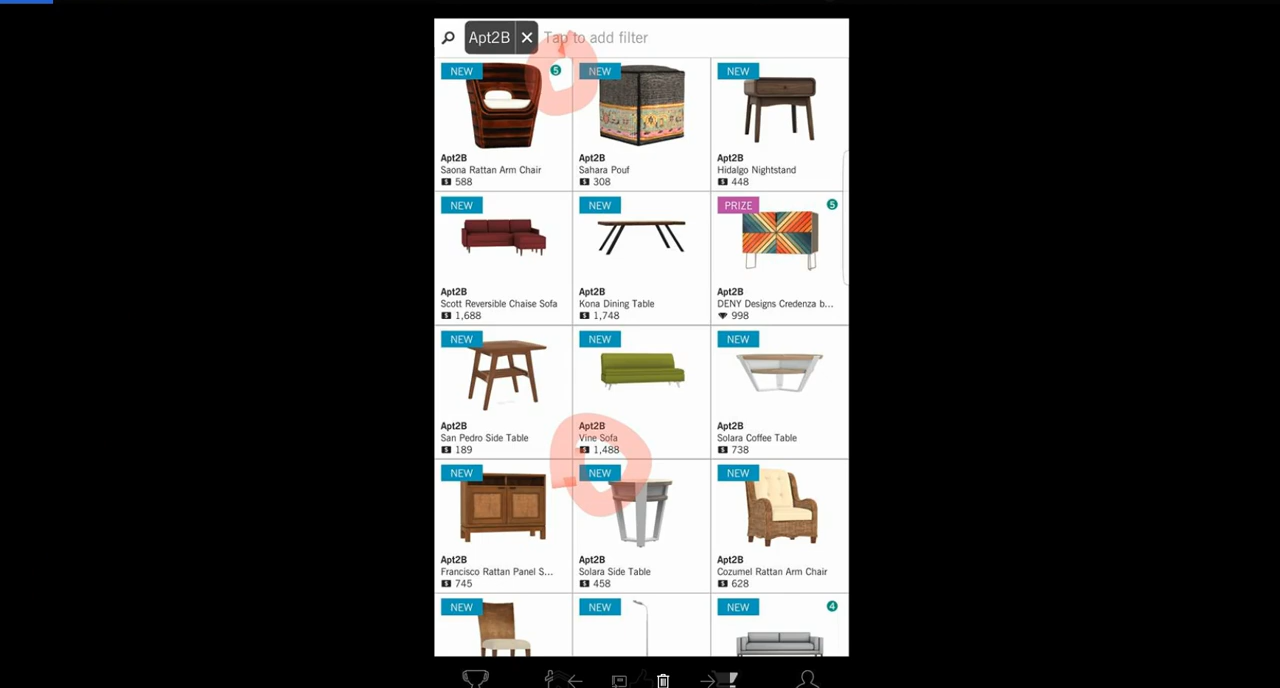 Apt2B Tap to add filter
NEW 5 NEW NEW
Apt2B Apt2B Apt2B
Saona Rattan Arm Chair Sahara Pouf Hidalgo Nightstand
$ 588 $ 308 $ 448
NEW NEW PRIZE 5
Apt2B Apt2B Apt2B
Scott Reversible Chaise Sofa Kona Dining Table DENY Designs Credenza b...
$ 1,688 $ 1,748 998
NEW NEW NEW
Apt2B Apt2B Apt2B
San Pedro Side Table Vine Sofa Solara Coffee Table
$ 189 $ 1,488 $ 738
NEW NEW NEW
Apt2B Apt2B Apt2B
Francisco Rattan Panel S... Solara Side Table Cozumel Rattan Arm Chair
$ 745 $ 458 $ 628
NEW NEW NEW 4